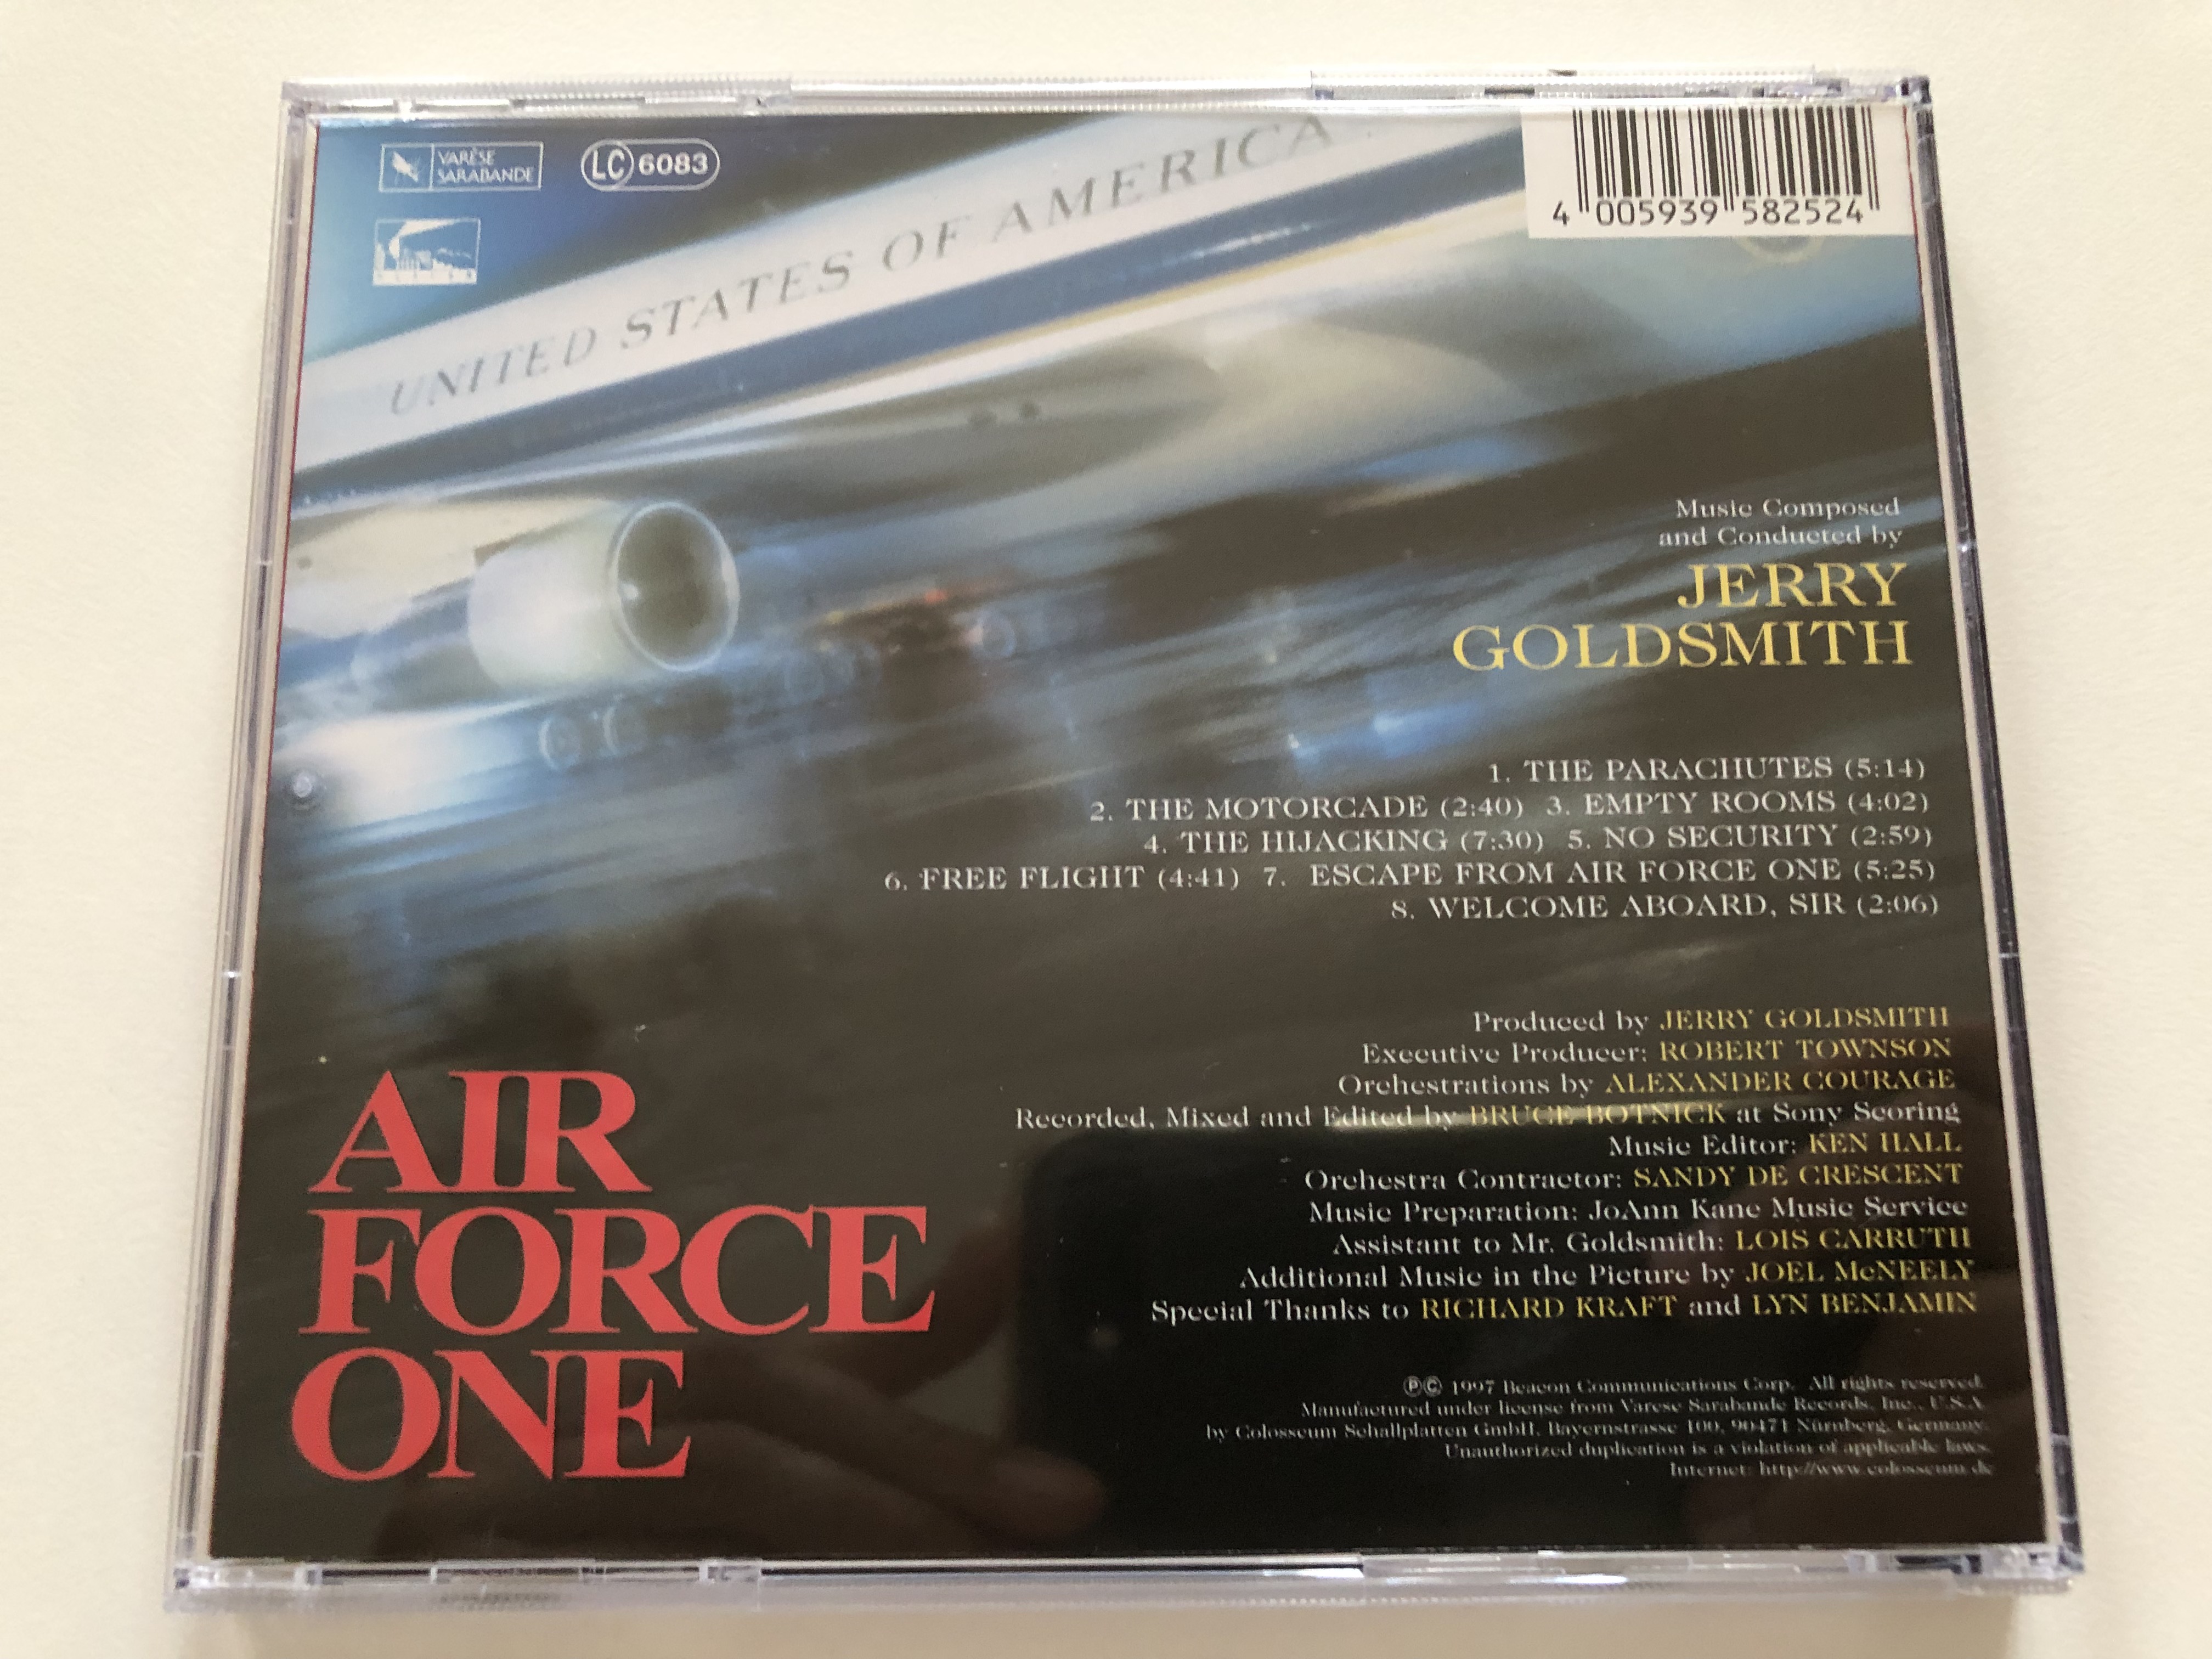 VARÈSE
SARABANDE
LC 6083
4 005939 582524
UNITED STATES OF AMERICA
Music Composed
and Conducted by
JERRY
GOLDSMITH
1. THE PARACHUTES (5:14)
2. THE MOTORCADE (2:40) 3. EMPTY ROOMS (4:02)
4. THE HIJACKING (7:30) 5. NO SECURITY (2:59)
6. FREE FLIGHT (4:41) 7. ESCAPE FROM AIR FORCE ONE (5:25)
8. WELCOME ABOARD, SIR (2:06)
Produced by JERRY GOLDSMITH
Executive Producer: ROBERT TOWNSON
Orchestrations by ALEXANDER COURAGE
Recorded, Mixed and Edited by BRUCE BOTNICK at Sony Scoring
Music Editor: KEN HALL
Orchestra Contractor: SANDY DE CRESCENT
Music Preparation: JoAnn Kane Music Service
Assistant to Mr. Goldsmith: LOIS CARRUTH
Additional Music in the Picture by JOEL McNEELY
Special Thanks to RICHARD KRAFT and LYN BENJAMIN
AIR
FORCE
ONE
℗© 1997 Beacon Communications Corp. All rights reserved.
Manufactured under license from Varese Sarabande Records, Inc., U.S.A.
by Colosseum Schallplatten GmbH, Bayernstrasse 100, 90471 Nürnberg, Germany.
Unauthorized duplication is a violation of applicable laws.
Internet: http://www.colosseum.de